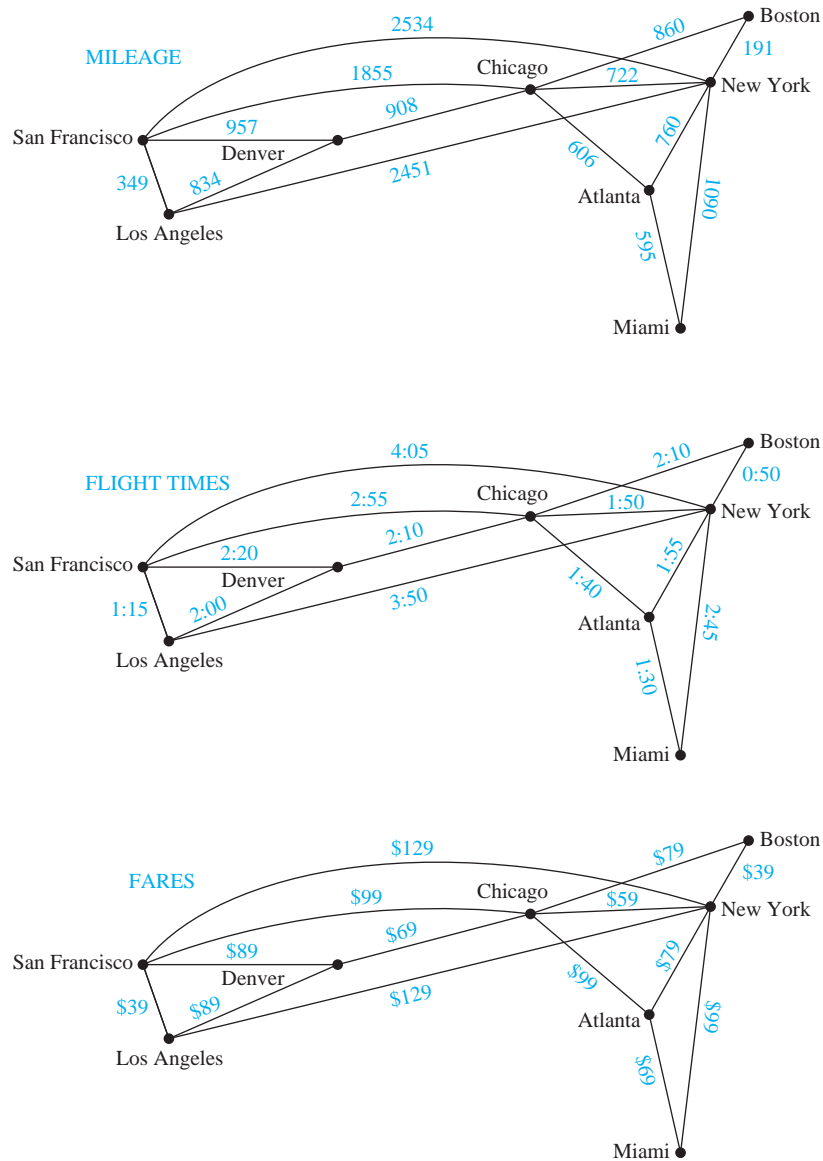 Boston
2534
860
191
MILEAGE
1855
Chicago
722
New York
908
San Francisco
957
Denver
760
606
349
834
2451
Atlanta
1090
Los Angeles
595
Miami
Boston
4:05
2:10
0:50
FLIGHT TIMES
2:55
Chicago
1:50
New York
2:10
San Francisco
2:20
Denver
1:55
1:40
1:15
2:00
3:50
Atlanta
2:45
Los Angeles
1:30
Miami
Boston
$129
$79
$39
FARES
$99
Chicago
$59
New York
$69
San Francisco
$89
Denver
$79
$99
$39
$89
$129
Atlanta
$99
Los Angeles
$69
Miami